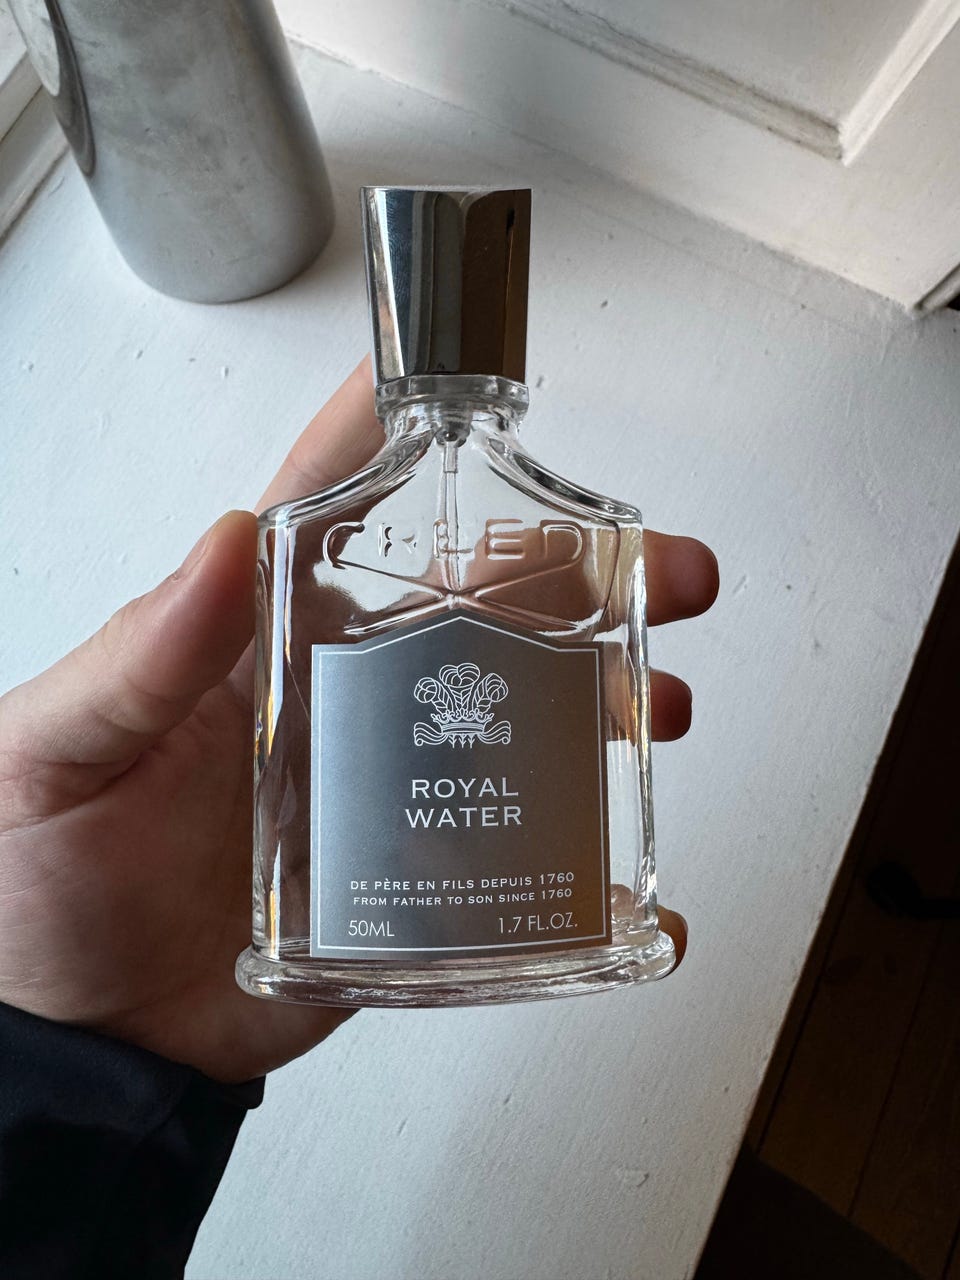 CREED
ROYAL
WATER
DE PÈRE EN FILS DEPUIS 1760
FROM FATHER TO SON SINCE 1760
50ML 1.7 FL.OZ.